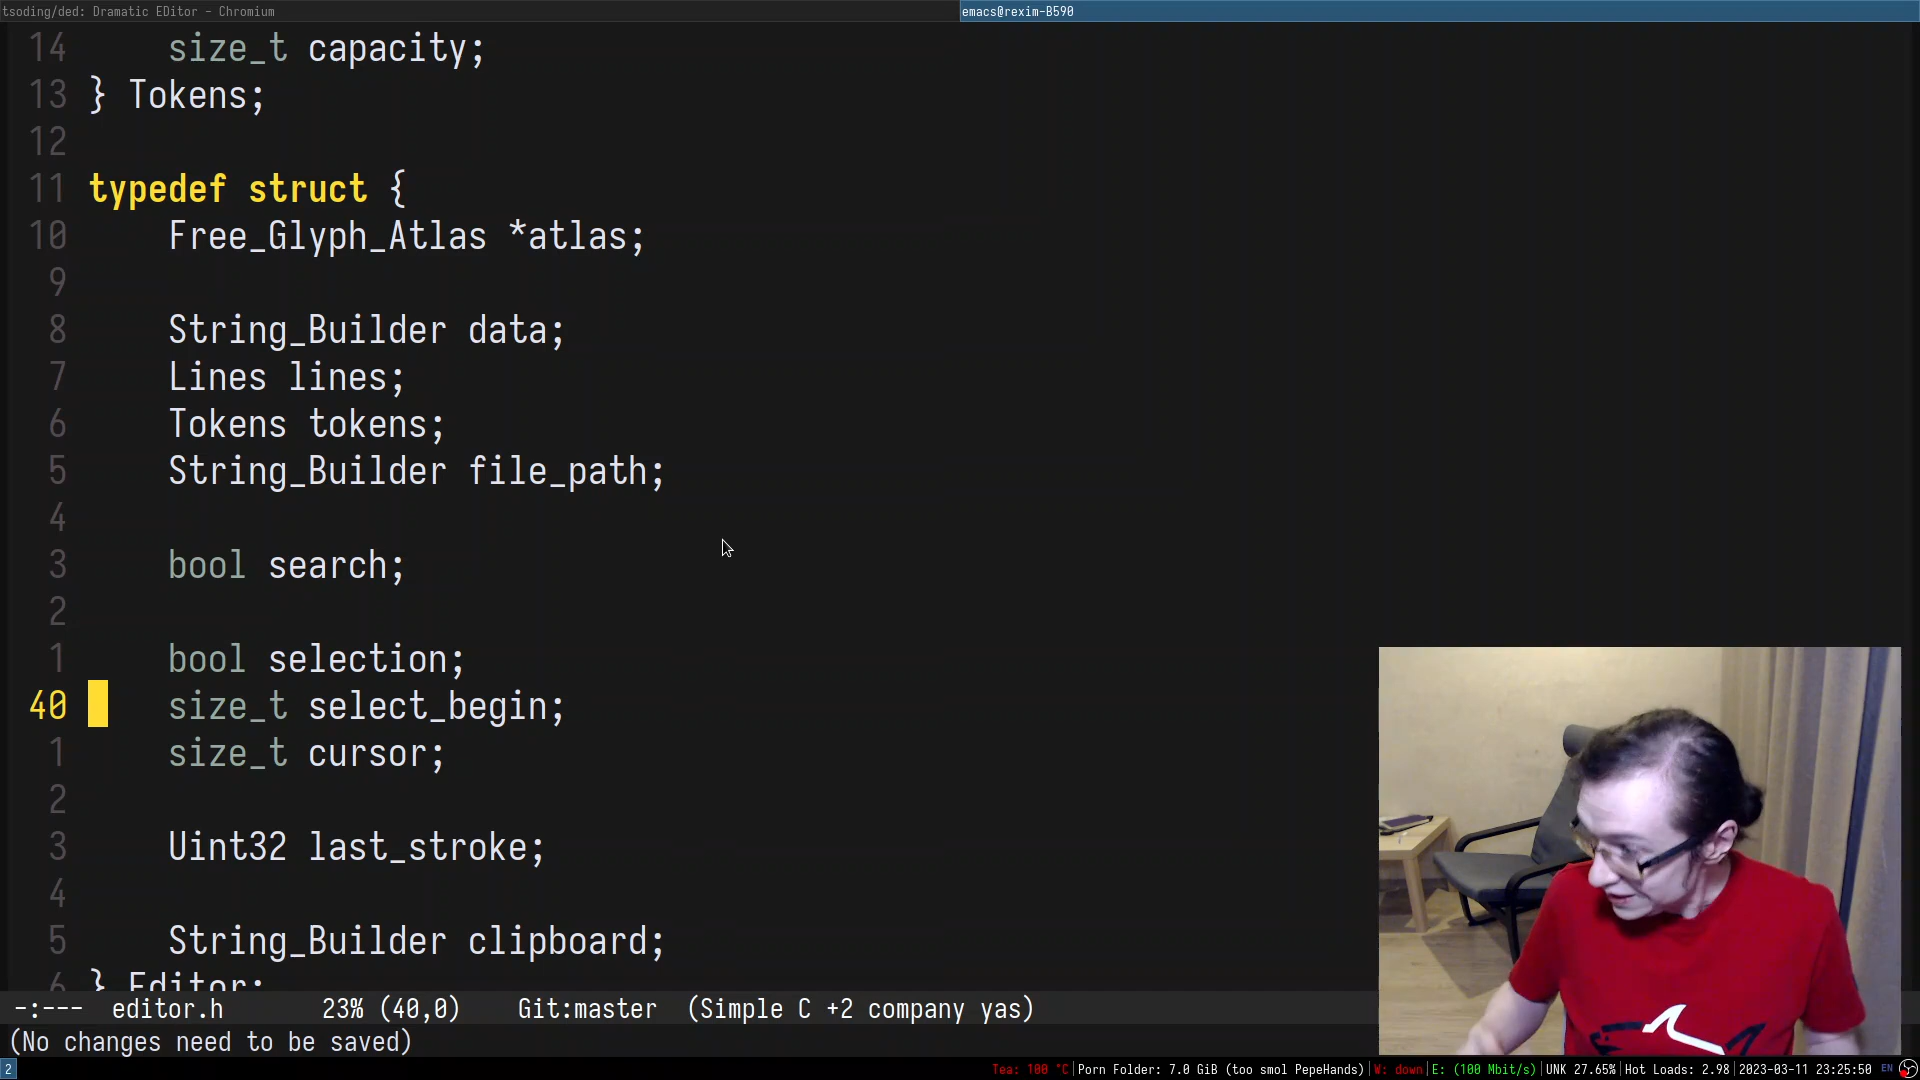 tsoding/ded: Dramatic EDitor - Chromium
emacs@rexim-B590
14 size_t capacity;
13 } Tokens;
12
11 typedef struct {
10 Free_Glyph_Atlas *atlas;
9
8 String_Builder data;
7 Lines lines;
6 Tokens tokens;
5 String_Builder file_path;
4
3 bool search;
2
1 bool selection;
40 size_t select_begin;
1 size_t cursor;
2
3 Uint32 last_stroke;
4
5 String_Builder clipboard;
6 } Editor;
-:--- editor.h 23% (40,0) Git:master (Simple C +2 company yas)
(No changes need to be saved)
2 Tea: 100 °C|Porn Folder: 7.0 GiB (too smol PepeHands)|W: down|E: (100 Mbit/s)|UNK 27.65%|Hot Loads: 2.98|2023-03-11 23:25:50 EN